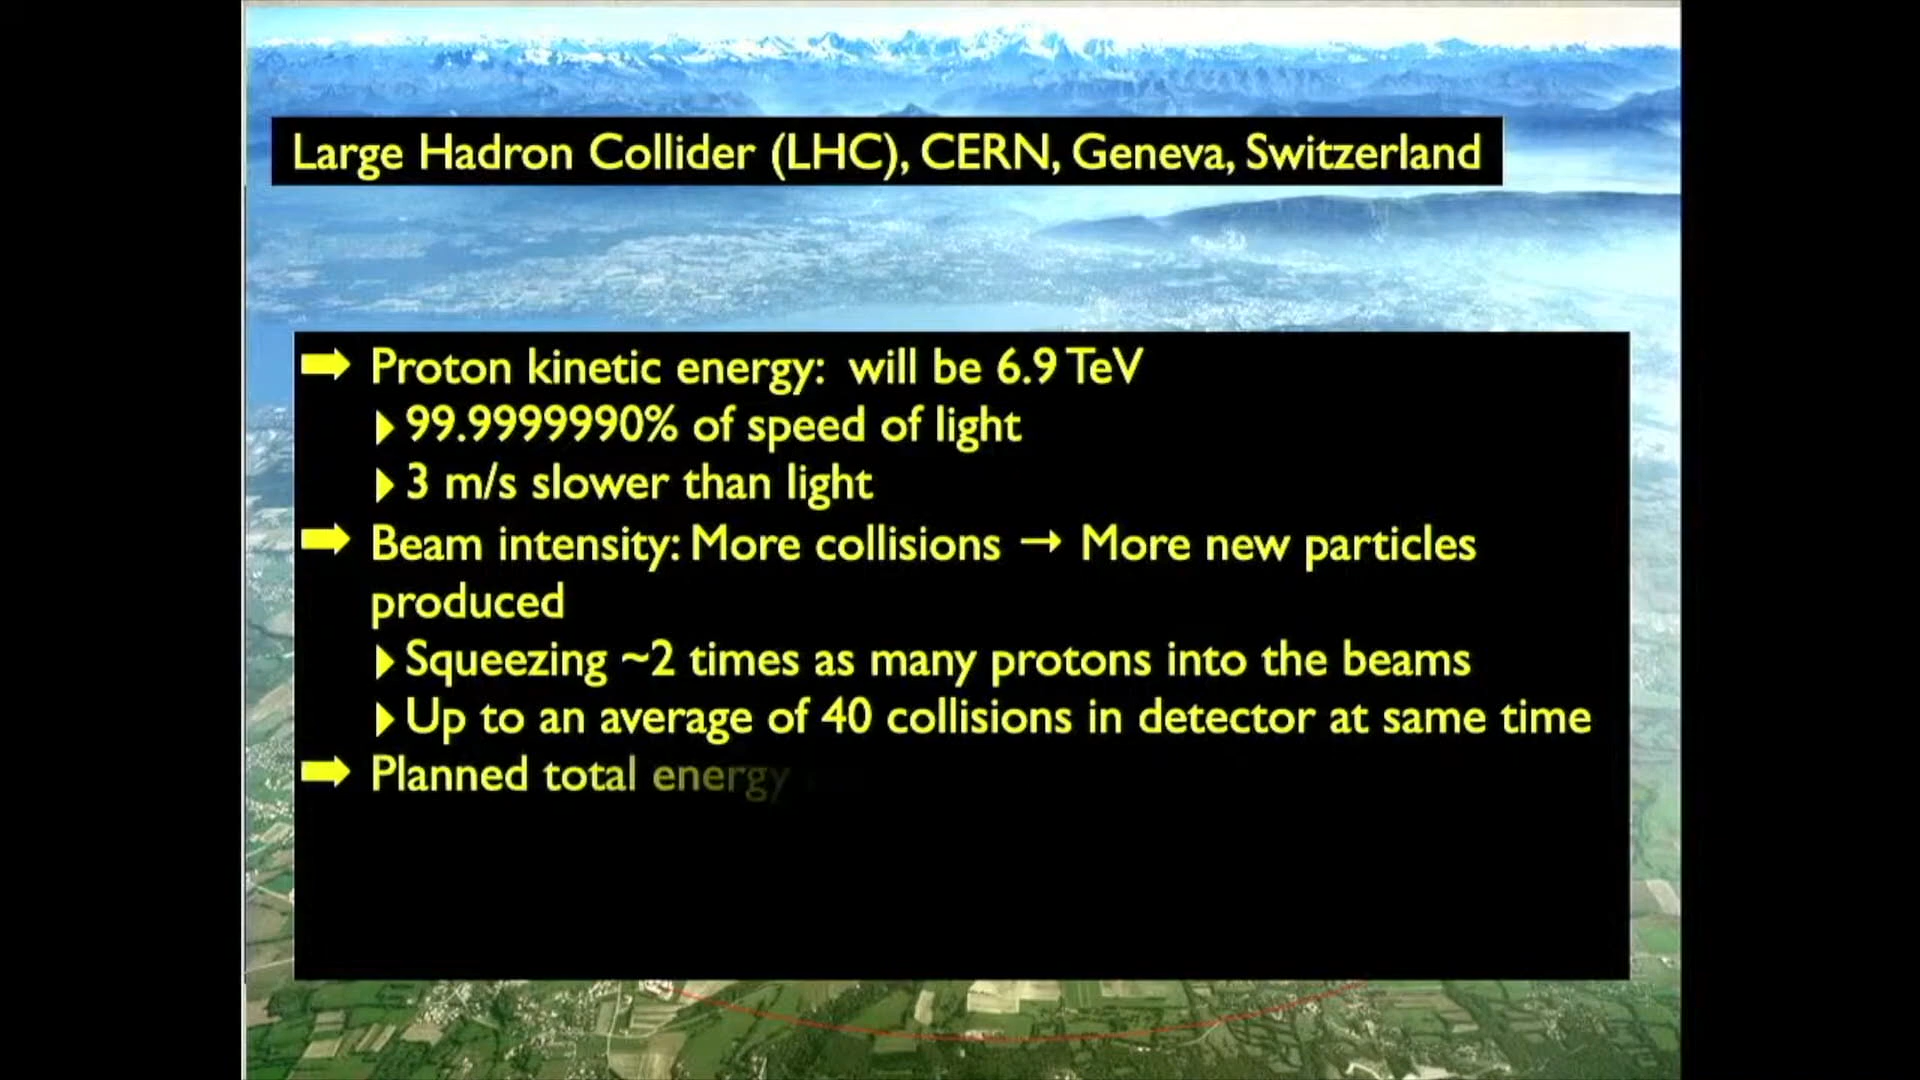 Large Hadron Collider (LHC), CERN, Geneva, Switzerland
Proton kinetic energy: will be 6.9 TeV
99.9999990% of speed of light
3 m/s slower than light
Beam intensity: More collisions → More new particles
produced
Squeezing ~2 times as many protons into the beams
Up to an average of 40 collisions in detector at same time
Planned total energy